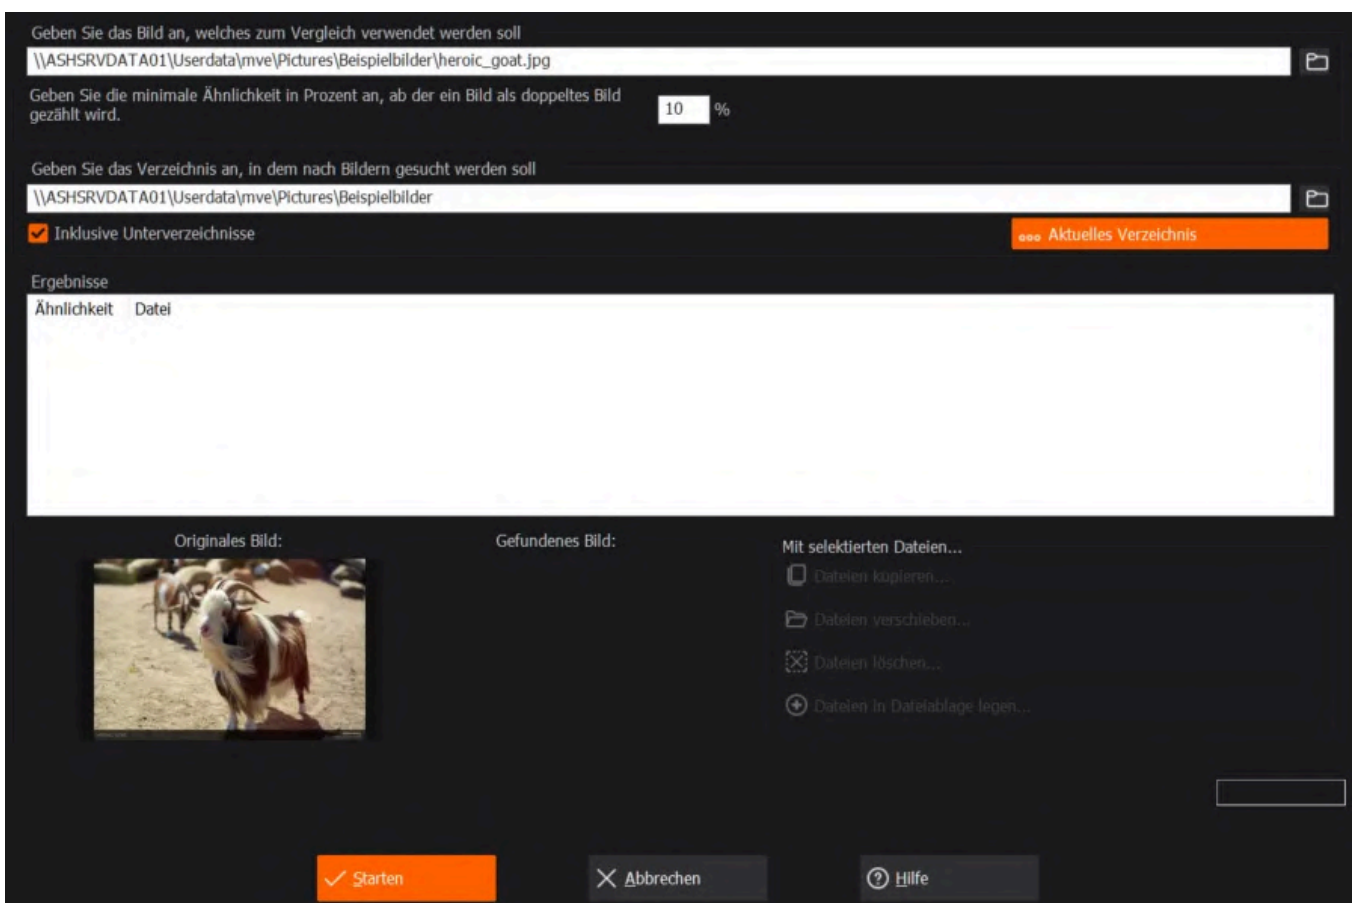 Geben Sie das Bild an, welches zum Vergleich verwendet werden soll
\\ASHSRVDATA01\Userdata\mve\Pictures\Beispielbilder\heroic_goat.jpg
Geben Sie die minimale Ähnlichkeit in Prozent an, ab der ein Bild als doppeltes Bild
gezählt wird.
10 %
Geben Sie das Verzeichnis an, in dem nach Bildern gesucht werden soll
\\ASHSRVDATA01\Userdata\mve\Pictures\Beispielbilder
Inklusive Unterverzeichnisse
Aktuelles Verzeichnis
Ergebnisse
Ähnlichkeit Datei
Originales Bild: Gefundenes Bild:
Mit selektierten Dateien...
Dateien kopieren...
Dateien verschieben...
Dateien löschen...
Dateien in Dateiablage legen...
Starten Abbrechen Hilfe